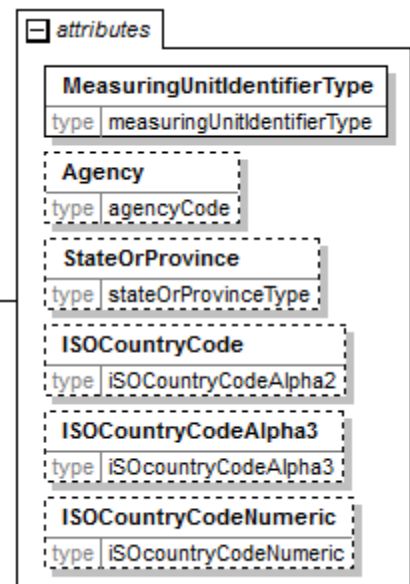 attributes
MeasuringUnitIdentifierType
type measuringUnitIdentifierType
Agency
type agencyCode
StateOrProvince
type stateOrProvinceType
ISOCountryCode
type iSOCountryCodeAlpha2
ISOCountryCodeAlpha3
type iSOcountryCodeAlpha3
ISOCountryCodeNumeric
type iSOcountryCodeNumeric